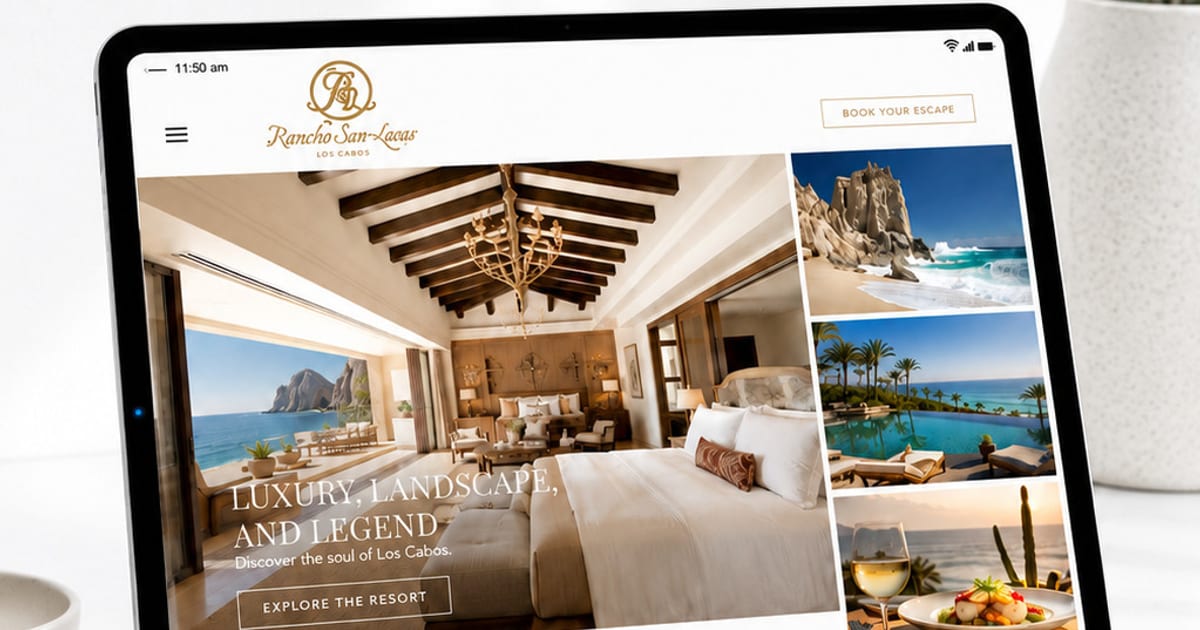 11:50 am
Rancho San-Lucas
LOS CABOS
BOOK YOUR ESCAPE
LUXURY, LANDSCAPE,
AND LEGEND
Discover the soul of Los Cabos.
EXPLORE THE RESORT